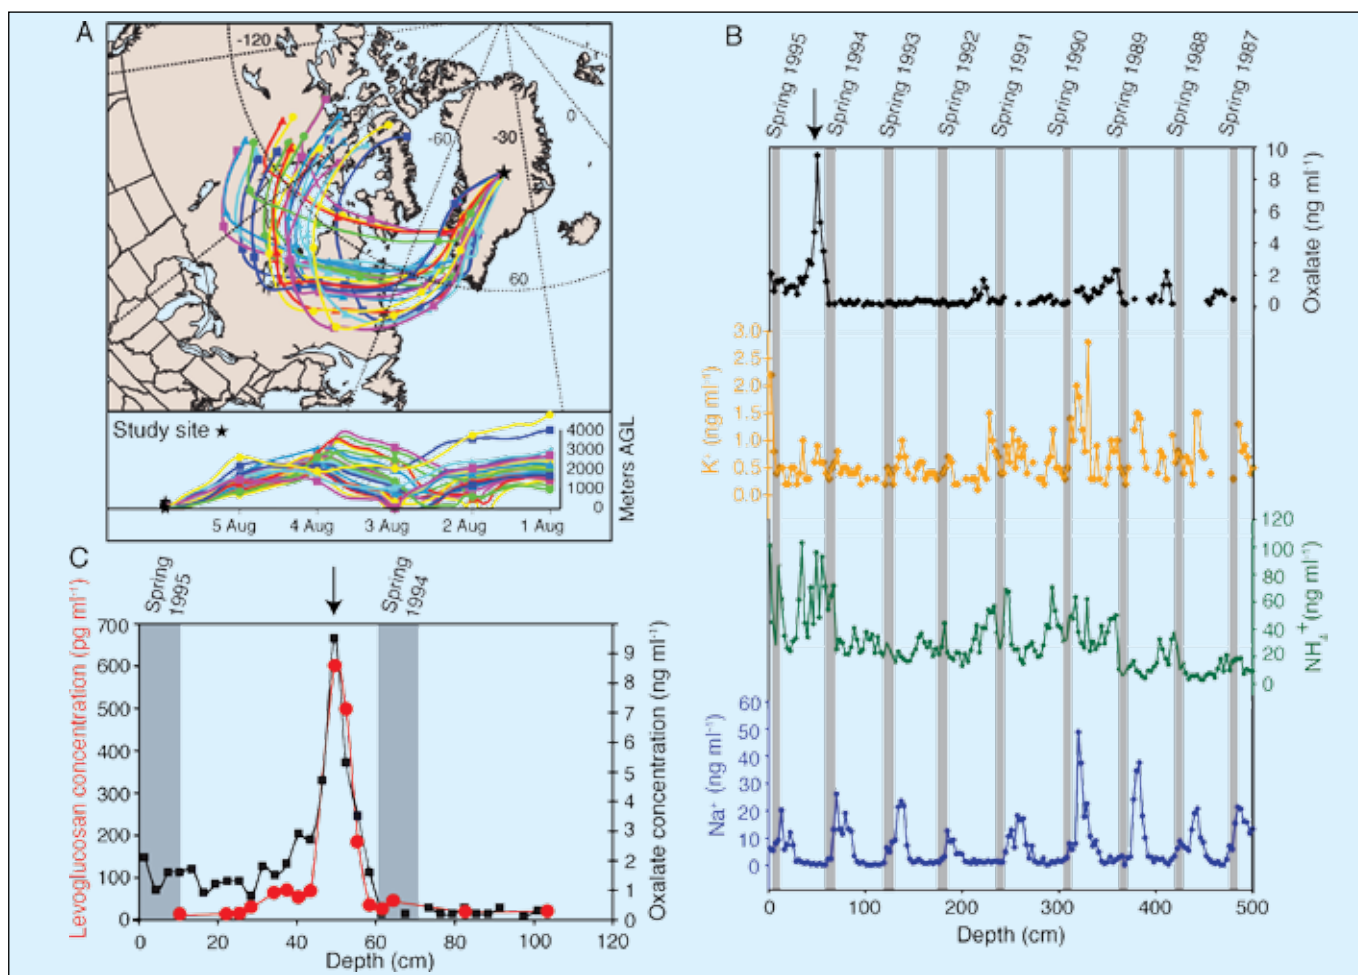 A
-120
-60
-30
0
60
Study site ★
4000
3000
2000
1000
0
Meters AGL
5 Aug
4 Aug
3 Aug
2 Aug
1 Aug
B
Spring 1995
Spring 1994
Spring 1993
Spring 1992
Spring 1991
Spring 1990
Spring 1989
Spring 1988
Spring 1987
10
8
6
4
2
0
Oxalate (ng ml⁻¹)
3.0
2.5
2.0
1.5
1.0
0.5
0.0
K⁺ (ng ml⁻¹)
120
100
80
60
40
20
0
NH₄⁺(ng ml⁻¹)
60
50
40
30
20
10
0
Na⁺ (ng ml⁻¹)
0
100
200
300
400
500
Depth (cm)
C
Spring
1995
Spring
1994
700
600
500
400
300
200
100
0
Levoglucosan concentration (pg ml⁻¹)
9
8
7
6
5
4
3
2
1
0
Oxalate concentration (ng ml⁻¹)
0
20
40
60
80
100
120
Depth (cm)